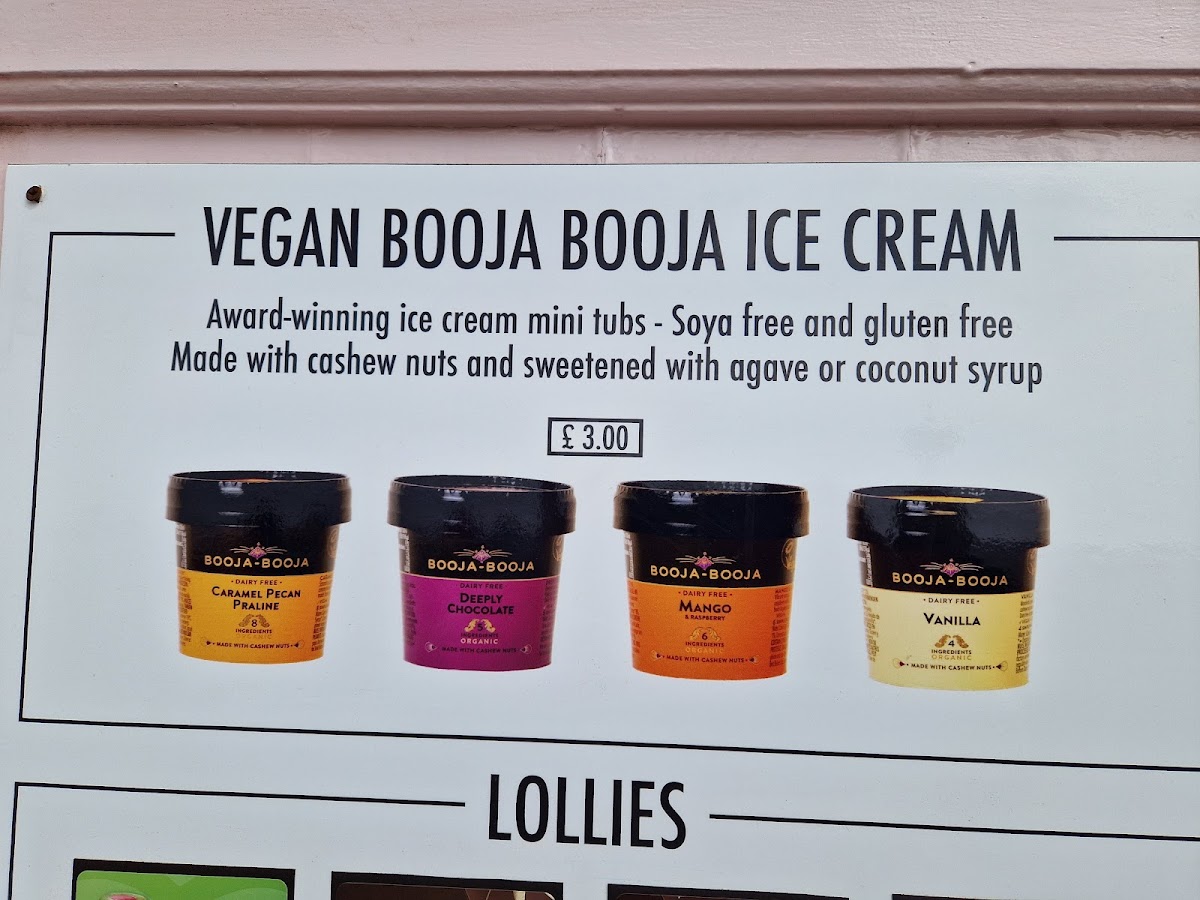 VEGAN BOOJA BOOJA ICE CREAM
Award-winning ice cream mini tubs - Soya free and gluten free
Made with cashew nuts and sweetened with agave or coconut syrup
£ 3.00
BOOJA-BOOJA
• DAIRY FREE •
CARAMEL PECAN
PRALINE
8
INGREDIENTS
ORGANIC
• MADE WITH CASHEW NUTS •
BOOJA-BOOJA
• DAIRY FREE •
DEEPLY
CHOCOLATE
5
INGREDIENTS
ORGANIC
• MADE WITH CASHEW NUTS •
BOOJA-BOOJA
• DAIRY FREE •
MANGO
& RASPBERRY
6
INGREDIENTS
ORGANIC
• MADE WITH CASHEW NUTS •
BOOJA-BOOJA
• DAIRY FREE •
VANILLA
4
INGREDIENTS
ORGANIC
• MADE WITH CASHEW NUTS •
LOLLIES